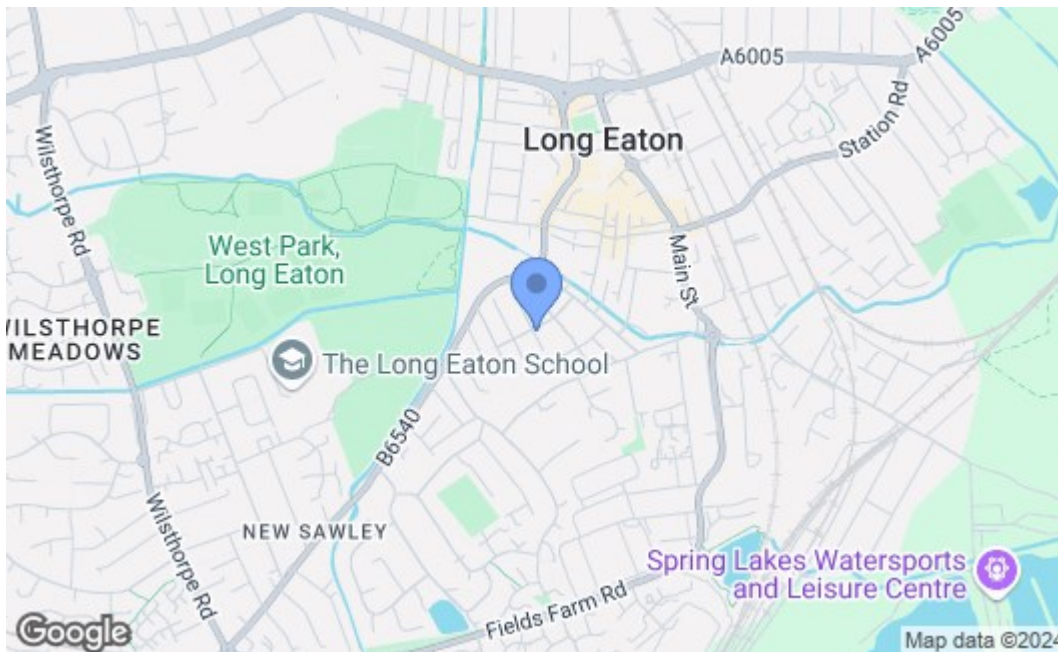 A6005
A6005
Long Eaton
Station Rd
Wilsthorpe Rd
West Park,
Long Eaton
Main St
WILSTHORPE
MEADOWS
The Long Eaton School
B6540
Wilsthorpe Rd
NEW SAWLEY
Spring Lakes Watersports
and Leisure Centre
Fields Farm Rd
Google
Map data ©2024